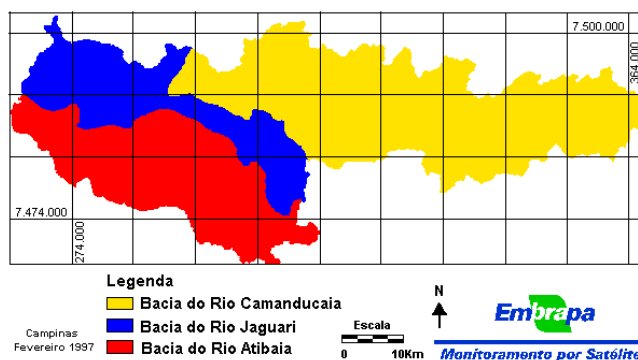 7.500.000
364.000
7.474.000
274.000
Legenda
Bacia do Rio Camanducaia
Bacia do Rio Jaguari
Bacia do Rio Atibaia
Campinas
Fevereiro 1997
Escala
0 10Km
N
Embrapa
Monitoramento por Satélite